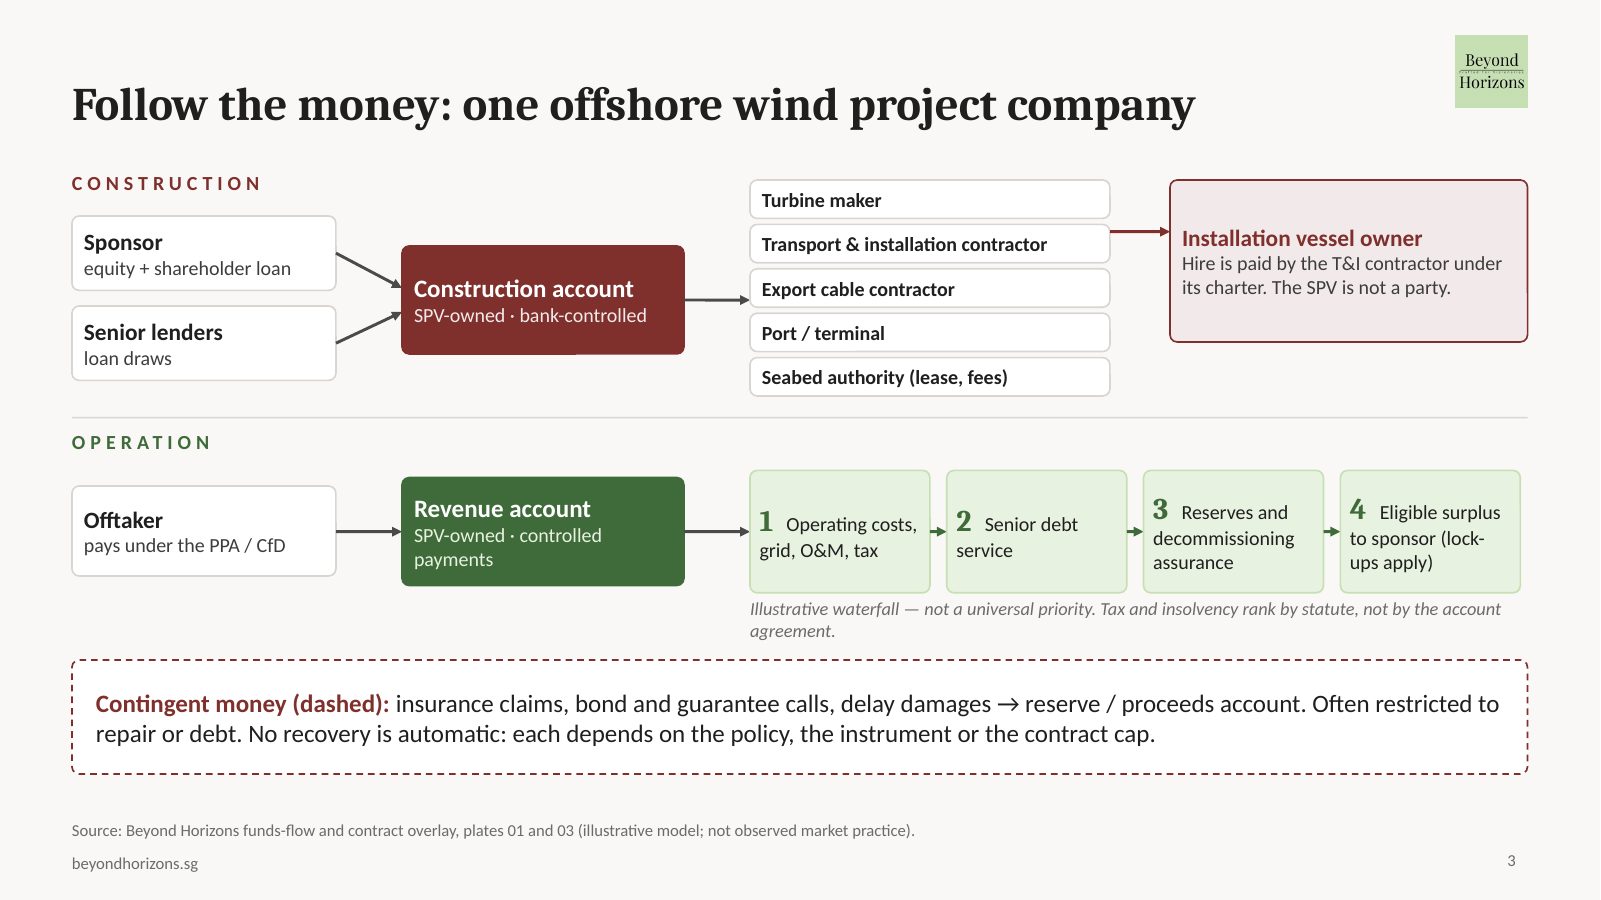 Beyond
Horizons
Follow the money: one offshore wind project company
CONSTRUCTION
Sponsor
equity + shareholder loan
Senior lenders
loan draws
Construction account
SPV-owned · bank-controlled
Turbine maker
Transport & installation contractor
Export cable contractor
Port / terminal
Seabed authority (lease, fees)
Installation vessel owner
Hire is paid by the T&I contractor under
its charter. The SPV is not a party.
OPERATION
Offtaker
pays under the PPA / CfD
Revenue account
SPV-owned · controlled
payments
1 Operating costs,
grid, O&M, tax
2 Senior debt
service
3 Reserves and
decommissioning
assurance
4 Eligible surplus
to sponsor (lock-
ups apply)
Illustrative waterfall — not a universal priority. Tax and insolvency rank by statute, not by the account
agreement.
Contingent money (dashed): insurance claims, bond and guarantee calls, delay damages → reserve / proceeds account. Often restricted to
repair or debt. No recovery is automatic: each depends on the policy, the instrument or the contract cap.
Source: Beyond Horizons funds-flow and contract overlay, plates 01 and 03 (illustrative model; not observed market practice).
beyondhorizons.sg
3